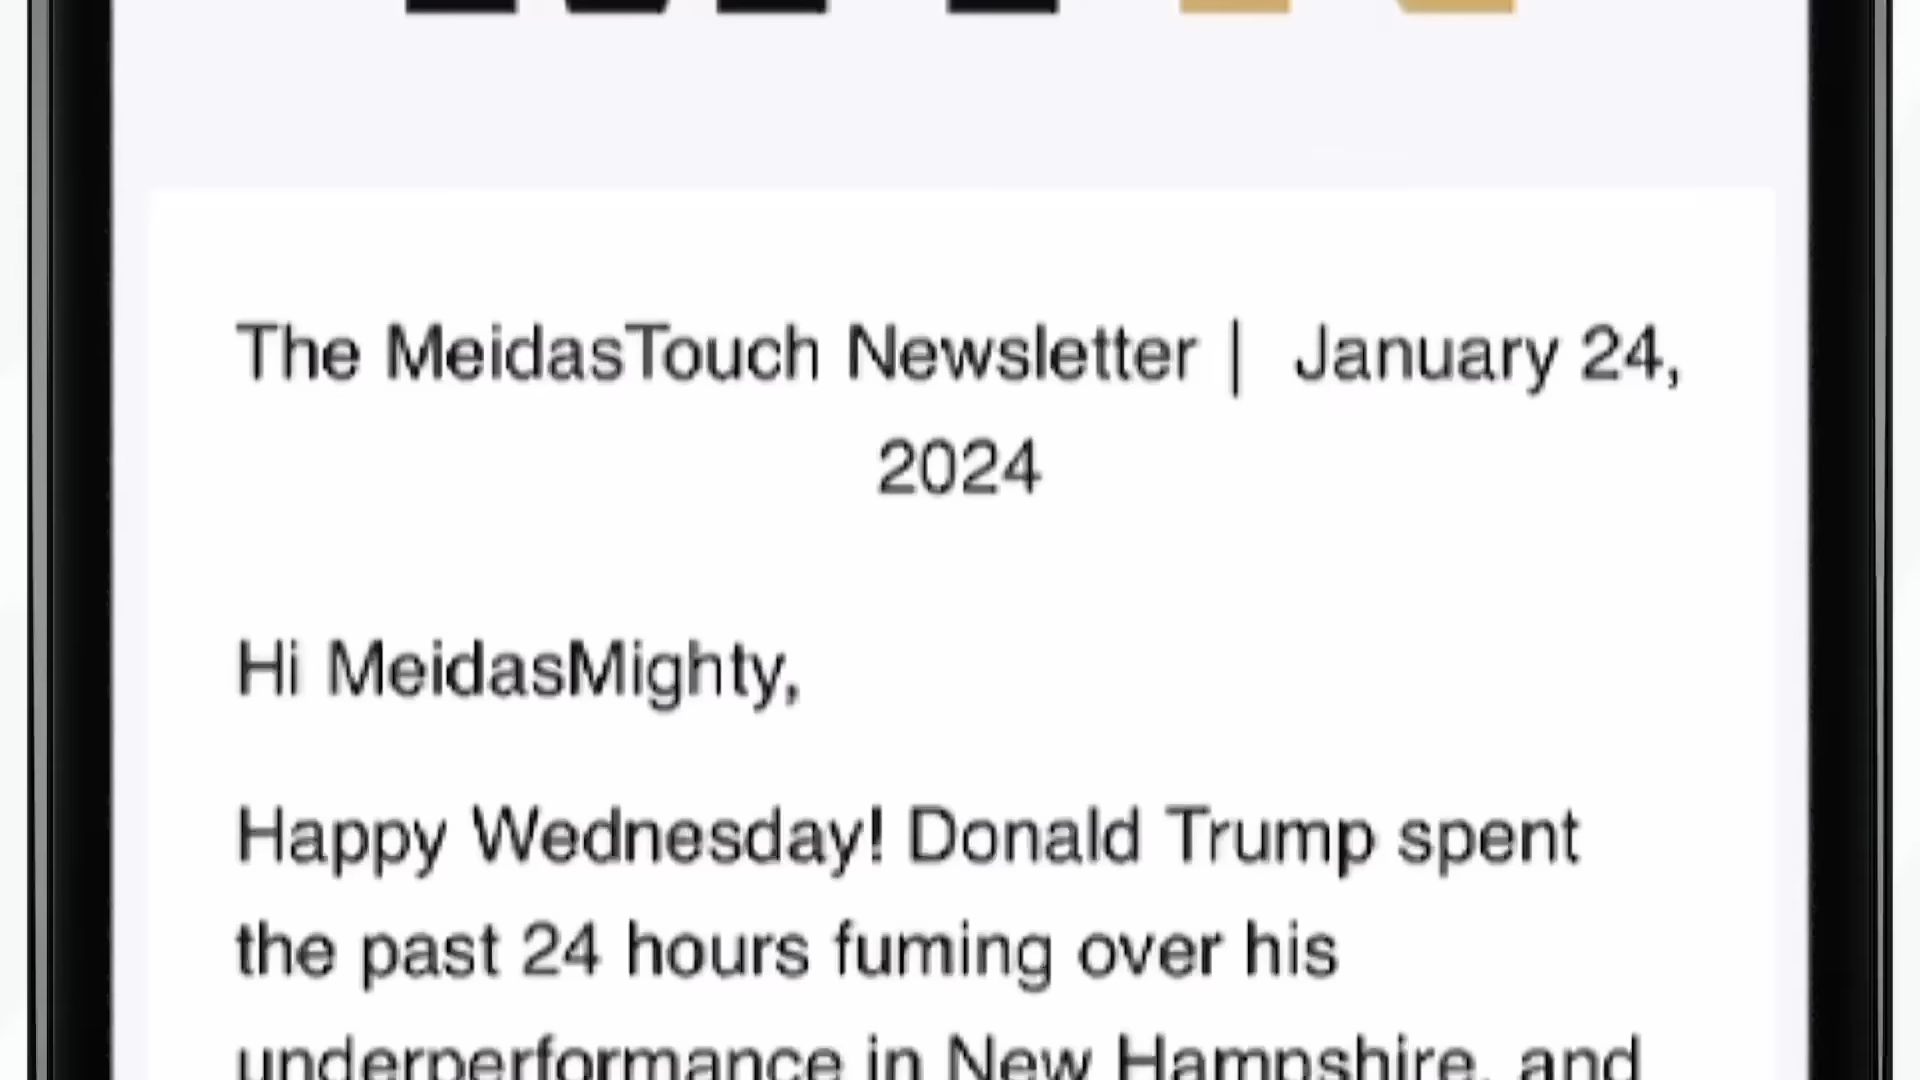 The MeidasTouch Newsletter | January 24,
2024
Hi MeidasMighty,
Happy Wednesday! Donald Trump spent
the past 24 hours fuming over his
underperformance in New Hampshire, and